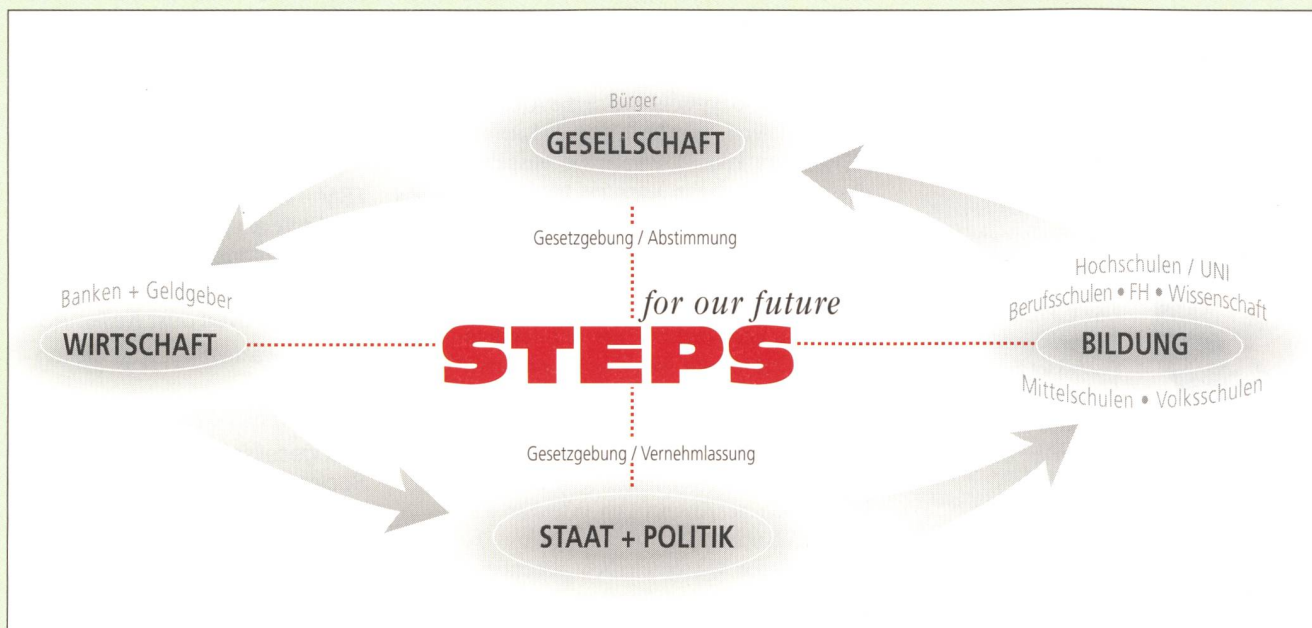 Bürger
GESELLSCHAFT
Gesetzgebung / Abstimmung
Banken + Geldgeber
WIRTSCHAFT
for our future
STEPS
Hochschulen / UNI
Berufsschulen • FH • Wissenschaft
BILDUNG
Mittelschulen • Volksschulen
Gesetzgebung / Vernehmlassung
STAAT + POLITIK